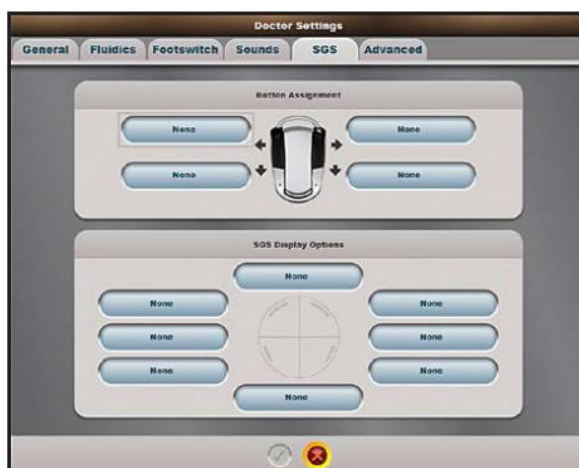 Doctor Settings
General Fluidics Footswitch Sounds SGS Advanced
Button Assignment
None None
None None
SGS Display Options
None
None None
None None
None None
None